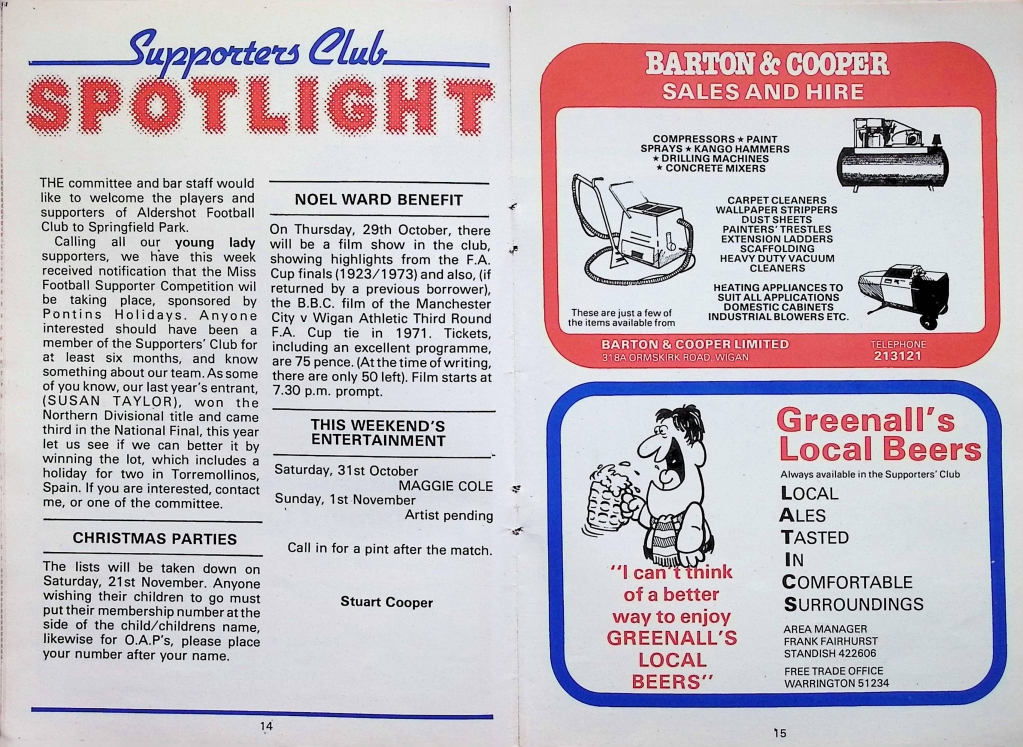 Supporters Club
SPOTLIGHT
THE committee and bar staff would
like to welcome the players and
supporters of Aldershot Football
Club to Springfield Park.
Calling all our young lady
supporters, we have this week
received notification that the Miss
Football Supporter Competition wil
be taking place, sponsored by
Pontins Holidays. Anyone
interested should have been a
member of the Supporters' Club for
at least six months, and know
something about our team. As some
of you know, our last year's entrant,
(SUSAN TAYLOR), won the
Northern Divisional title and came
third in the National Final, this year
let us see if we can better it by
winning the lot, which includes a
holiday for two in Torremollinos,
Spain. If you are interested, contact
me, or one of the committee.
CHRISTMAS PARTIES
The lists will be taken down on
Saturday, 21st November. Anyone
wishing their children to go must
put their membership number at the
side of the child/childrens name,
likewise for O.A.P's, please place
your number after your name.
NOEL WARD BENEFIT
On Thursday, 29th October, there
will be a film show in the club,
showing highlights from the F.A.
Cup finals (1923/1973) and also, (if
returned by a previous borrower),
the B.B.C. film of the Manchester
City v Wigan Athletic Third Round
F.A. Cup tie in 1971. Tickets,
including an excellent programme,
are 75 pence. (At the time of writing,
there are only 50 left). Film starts at
7.30 p.m. prompt.
THIS WEEKEND'S
ENTERTAINMENT
Saturday, 31st October
MAGGIE COLE
Sunday, 1st November
Artist pending
Call in for a pint after the match.
Stuart Cooper
14
BARTON & COOPER
SALES AND HIRE
COMPRESSORS ★ PAINT
SPRAYS ★ KANGO HAMMERS
★ DRILLING MACHINES
★ CONCRETE MIXERS
CARPET CLEANERS
WALLPAPER STRIPPERS
DUST SHEETS
PAINTERS' TRESTLES
EXTENSION LADDERS
SCAFFOLDING
HEAVY DUTY VACUUM
CLEANERS
HEATING APPLIANCES TO
SUIT ALL APPLICATIONS
DOMESTIC CABINETS
INDUSTRIAL BLOWERS ETC.
These are just a few of
the items available from
BARTON & COOPER LIMITED
318A ORMSKIRK ROAD, WIGAN
TELEPHONE
213121
Greenall's
Local Beers
Always available in the Supporters' Club
LOCAL
ALES
TASTED
IN
COMFORTABLE
SURROUNDINGS
"I can't think
of a better
way to enjoy
GREENALL'S
LOCAL
BEERS"
AREA MANAGER
FRANK FAIRHURST
STANDISH 422606
FREE TRADE OFFICE
WARRINGTON 51234
15